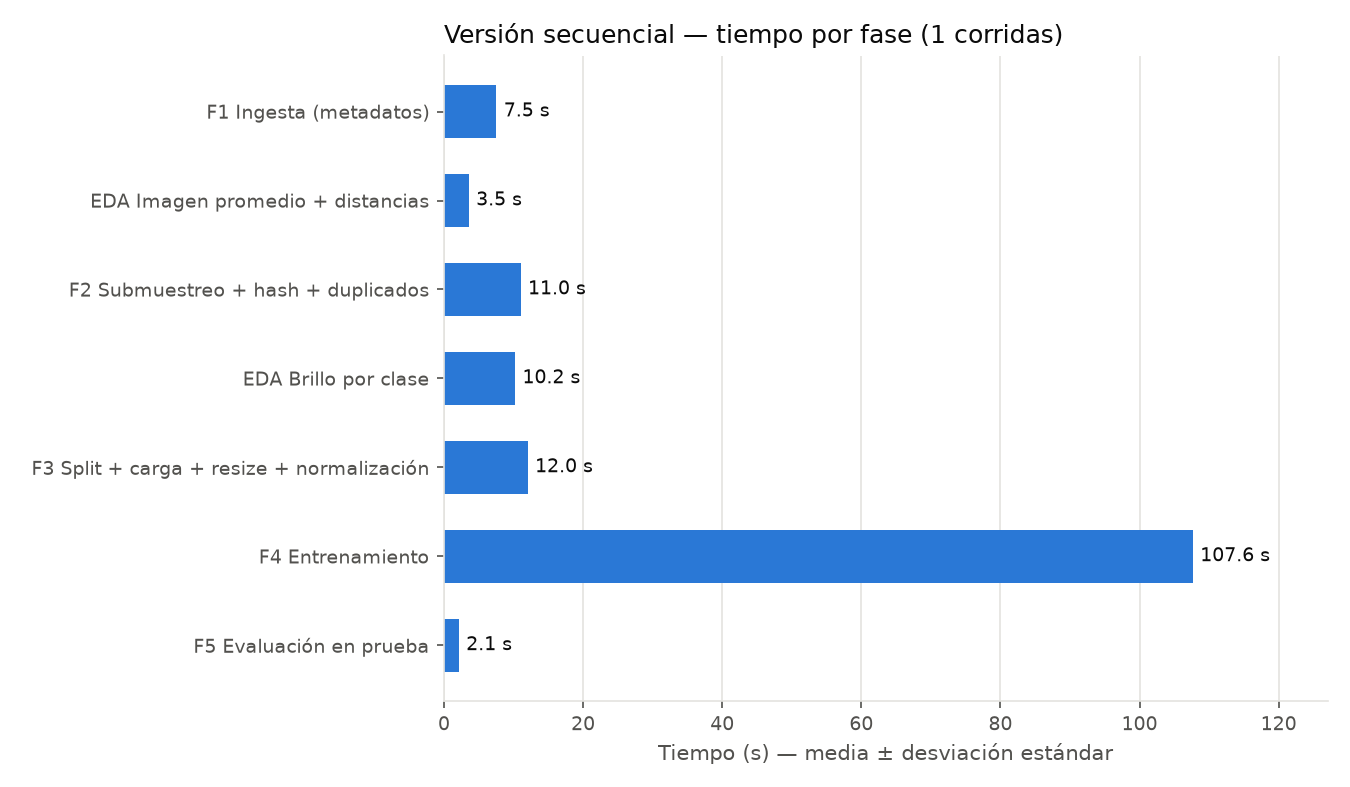 Versión secuencial — tiempo por fase (1 corridas)
F1 Ingesta (metadatos)
7.5 s
EDA Imagen promedio + distancias
3.5 s
F2 Submuestreo + hash + duplicados
11.0 s
EDA Brillo por clase
10.2 s
F3 Split + carga + resize + normalización
12.0 s
F4 Entrenamiento
107.6 s
F5 Evaluación en prueba
2.1 s
0 20 40 60 80 100 120
Tiempo (s) — media ± desviación estándar